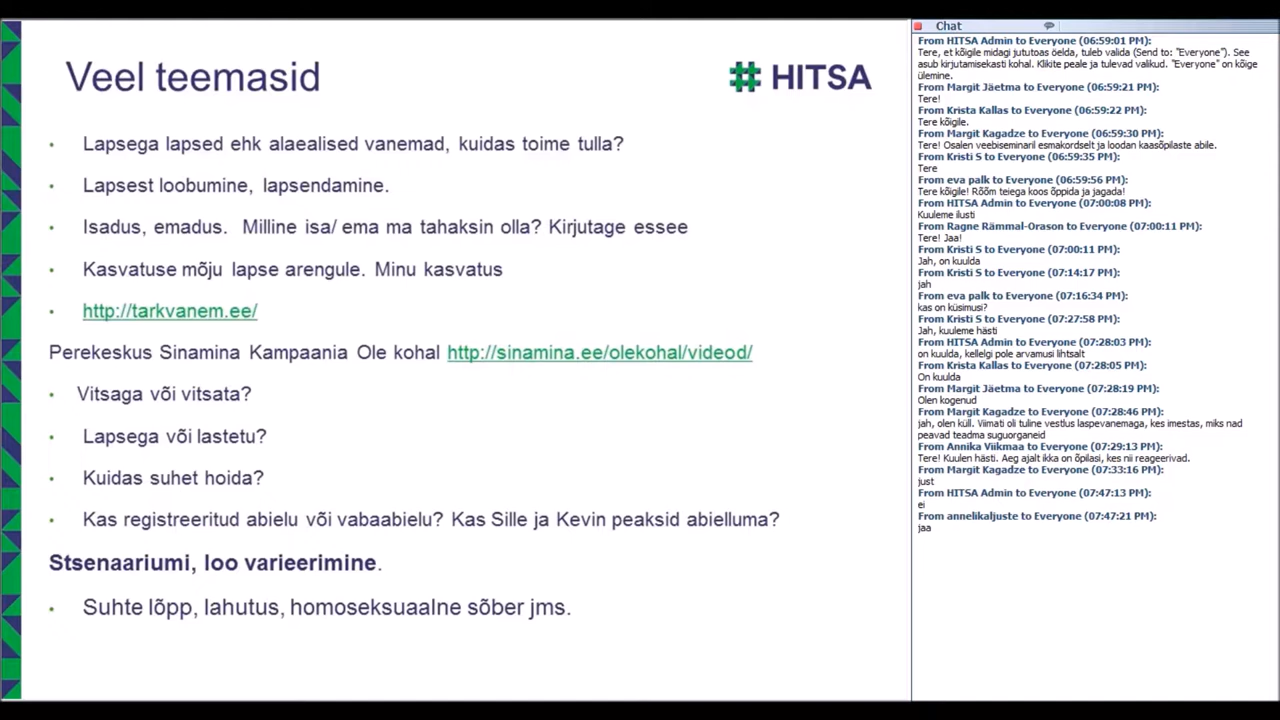 Veel teemasid
HITSA
Lapsega lapsed ehk alaealised vanemad, kuidas toime tulla?
Lapsest loobumine, lapsendamine.
Isadus, emadus. Milline isa/ ema ma tahaksin olla? Kirjutage essee
Kasvatuse mõju lapse arengule. Minu kasvatus
http://tarkvanem.ee/
Perekeskus Sinamina Kampaania Ole kohal http://sinamina.ee/olekohal/videod/
Vitsaga või vitsata?
Lapsega või lastetu?
Kuidas suhet hoida?
Kas registreeritud abielu või vabaabielu? Kas Sille ja Kevin peaksid abielluma?
Stsenaariumi, loo varieerimine.
Suhte lõpp, lahutus, homoseksuaalne sõber jms.
Chat
From HITSA Admin to Everyone (06:59:01 PM):
Tere, et kõigile midagi jututoas öelda, tuleb valida (Send to: "Everyone"). See
asub kirjutamisekasti kohal. Klikite peale ja tulevad valikud. "Everyone" on kõige
ülemine.
From Margit Jäetma to Everyone (06:59:21 PM):
Tere!
From Krista Kallas to Everyone (06:59:22 PM):
Tere kõigile.
From Margit Kagadze to Everyone (06:59:30 PM):
Tere! Osalen veebiseminaril esmakordselt ja loodan kaasõpilaste abile.
From Kristi S to Everyone (06:59:35 PM):
Tere
From eva palk to Everyone (06:59:56 PM):
Tere kõigile! Rõõm teiega koos õppida ja jagada!
From HITSA Admin to Everyone (07:00:08 PM):
Kuuleme ilusti
From Ragne Rämmal-Orason to Everyone (07:00:11 PM):
Tere! Jaa!
From Kristi S to Everyone (07:00:11 PM):
Jah, on kuulda
From Kristi S to Everyone (07:14:17 PM):
jah
From eva palk to Everyone (07:16:34 PM):
kas on küsimusi?
From Kristi S to Everyone (07:27:58 PM):
Jah, kuuleme hästi
From HITSA Admin to Everyone (07:28:03 PM):
on kuulda, kellelgi pole arvamusi lihtsalt
From Krista Kallas to Everyone (07:28:05 PM):
On kuulda
From Margit Jäetma to Everyone (07:28:19 PM):
Olen kogenud
From Margit Kagadze to Everyone (07:28:46 PM):
jah, olen küll. Viimati oli tuline vestlus laspevanemaga, kes imestas, miks nad
peavad teadma suguorganeid
From Annika Viikmaa to Everyone (07:29:13 PM):
Tere! Kuulen hästi. Aeg ajalt ikka on õpilasi, kes nii reageerivad.
From Margit Kagadze to Everyone (07:33:16 PM):
just
From HITSA Admin to Everyone (07:47:13 PM):
ei
From annelikaljuste to Everyone (07:47:21 PM):
jaa